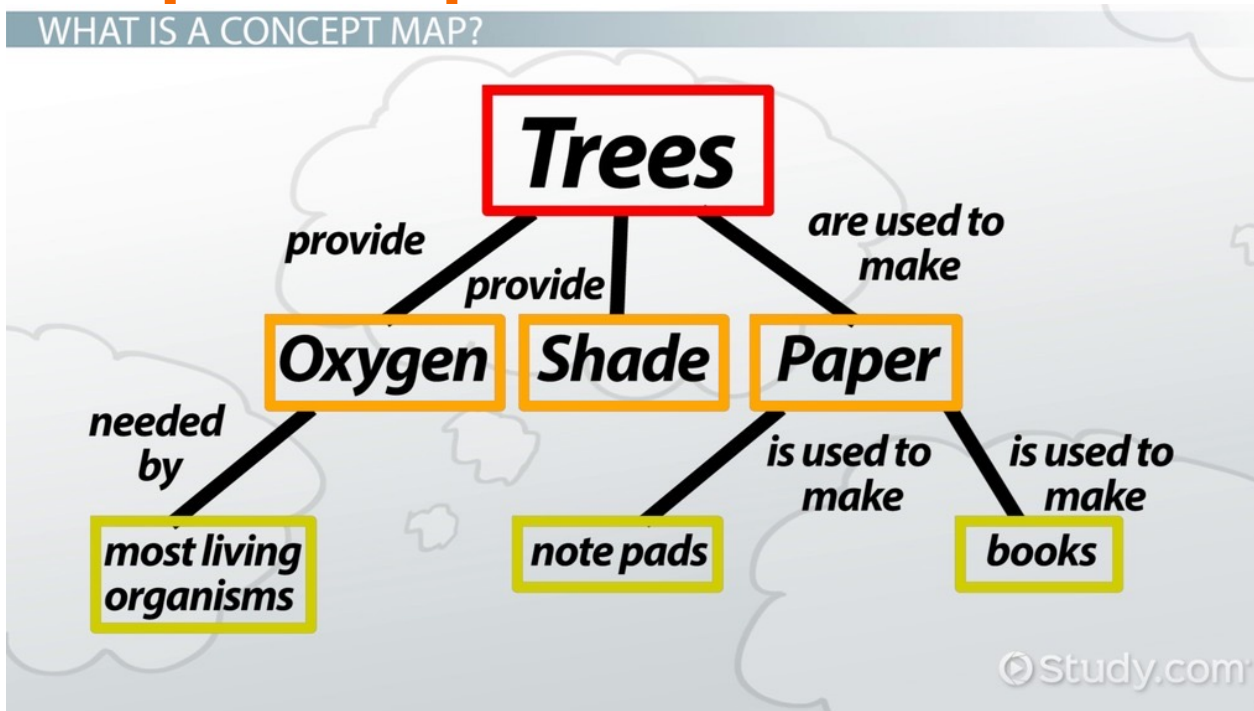 WHAT IS A CONCEPT MAP?
Trees
provide
provide
are used to
make
Oxygen
Shade
Paper
needed
by
is used to
make
is used to
make
most living
organisms
note pads
books
Study.com